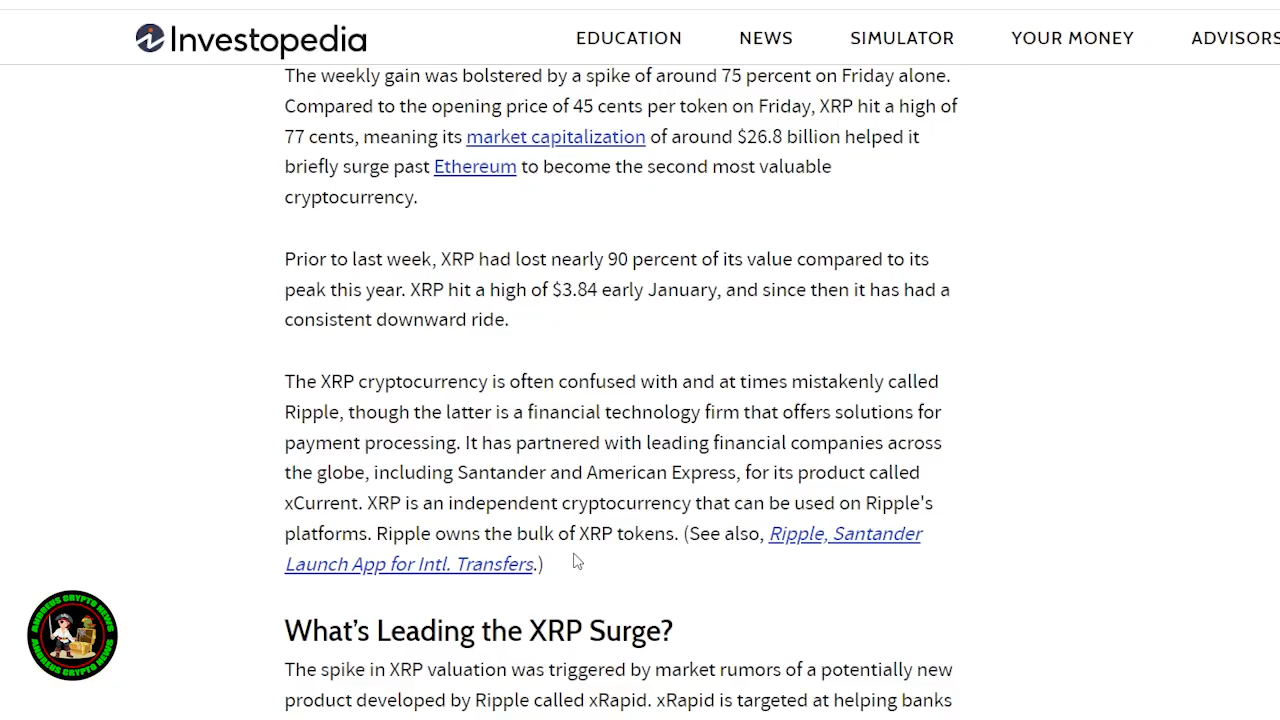 Investopedia
EDUCATION NEWS SIMULATOR YOUR MONEY ADVISORS
The weekly gain was bolstered by a spike of around 75 percent on Friday alone.
Compared to the opening price of 45 cents per token on Friday, XRP hit a high of
77 cents, meaning its market capitalization of around $26.8 billion helped it
briefly surge past Ethereum to become the second most valuable
cryptocurrency.
Prior to last week, XRP had lost nearly 90 percent of its value compared to its
peak this year. XRP hit a high of $3.84 early January, and since then it has had a
consistent downward ride.
The XRP cryptocurrency is often confused with and at times mistakenly called
Ripple, though the latter is a financial technology firm that offers solutions for
payment processing. It has partnered with leading financial companies across
the globe, including Santander and American Express, for its product called
xCurrent. XRP is an independent cryptocurrency that can be used on Ripple's
platforms. Ripple owns the bulk of XRP tokens. (See also, Ripple, Santander
Launch App for Intl. Transfers.)
ANDREUS CRYPTO NEWS
ANDREUS CRYPTO NEWS
What's Leading the XRP Surge?
The spike in XRP valuation was triggered by market rumors of a potentially new
product developed by Ripple called xRapid. xRapid is targeted at helping banks